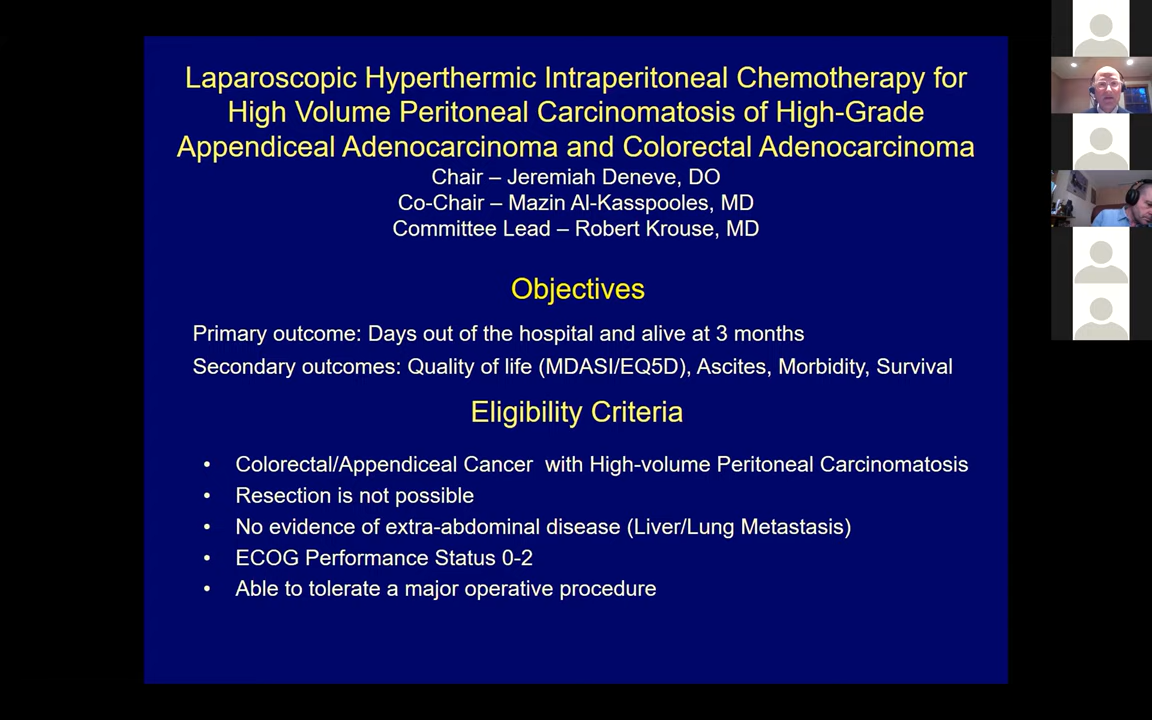 Laparoscopic Hyperthermic Intraperitoneal Chemotherapy for
High Volume Peritoneal Carcinomatosis of High-Grade
Appendiceal Adenocarcinoma and Colorectal Adenocarcinoma
Chair – Jeremiah Deneve, DO
Co-Chair – Mazin Al-Kasspooles, MD
Committee Lead – Robert Krouse, MD
Objectives
Primary outcome: Days out of the hospital and alive at 3 months
Secondary outcomes: Quality of life (MDASI/EQ5D), Ascites, Morbidity, Survival
Eligibility Criteria
• Colorectal/Appendiceal Cancer with High-volume Peritoneal Carcinomatosis
• Resection is not possible
• No evidence of extra-abdominal disease (Liver/Lung Metastasis)
• ECOG Performance Status 0-2
• Able to tolerate a major operative procedure